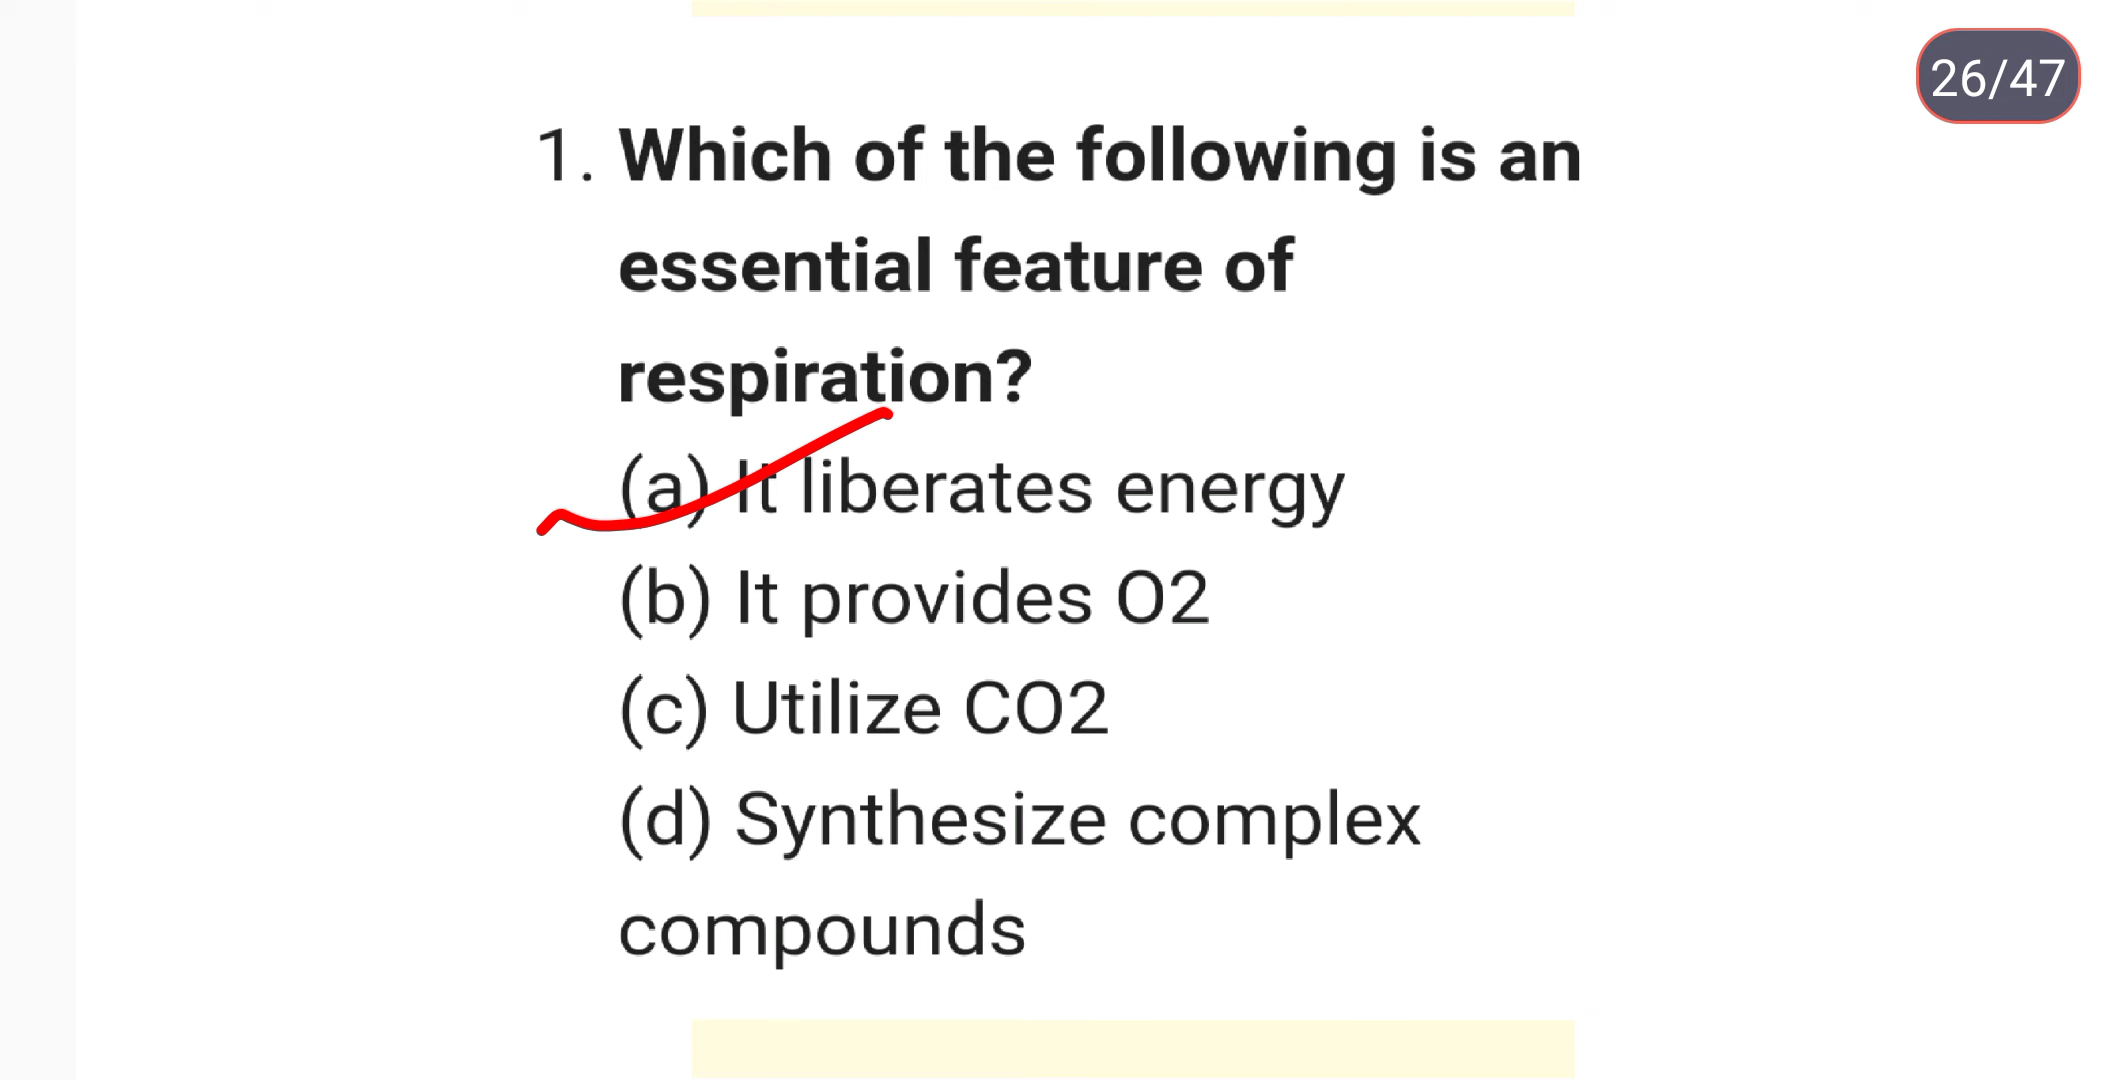 26/47
1. Which of the following is an
essential feature of
respiration?
(a) It liberates energy
(b) It provides O2
(c) Utilize CO2
(d) Synthesize complex
compounds